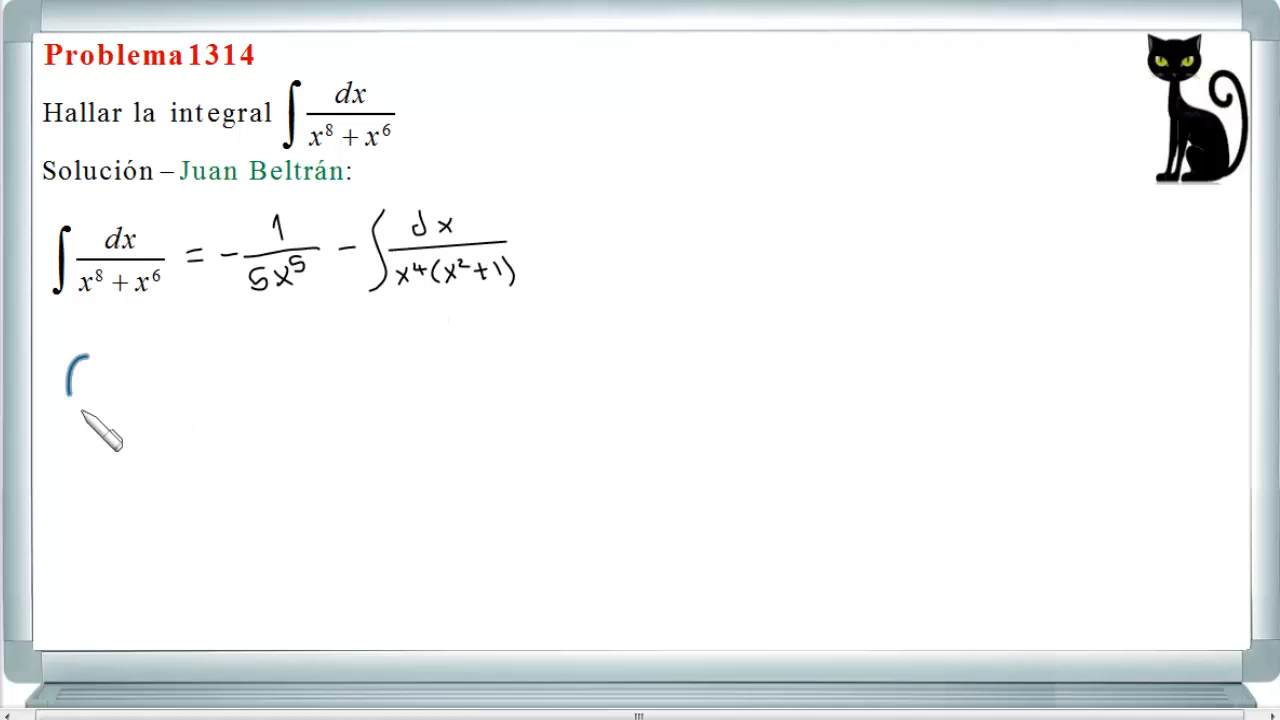 Problema 1314
Hallar la integral ∫ dx / (x⁸ + x⁶)
Solución – Juan Beltrán:
∫ dx / (x⁸ + x⁶) = - 1 / (5x⁵) - ∫ dx / (x⁴(x²+1))